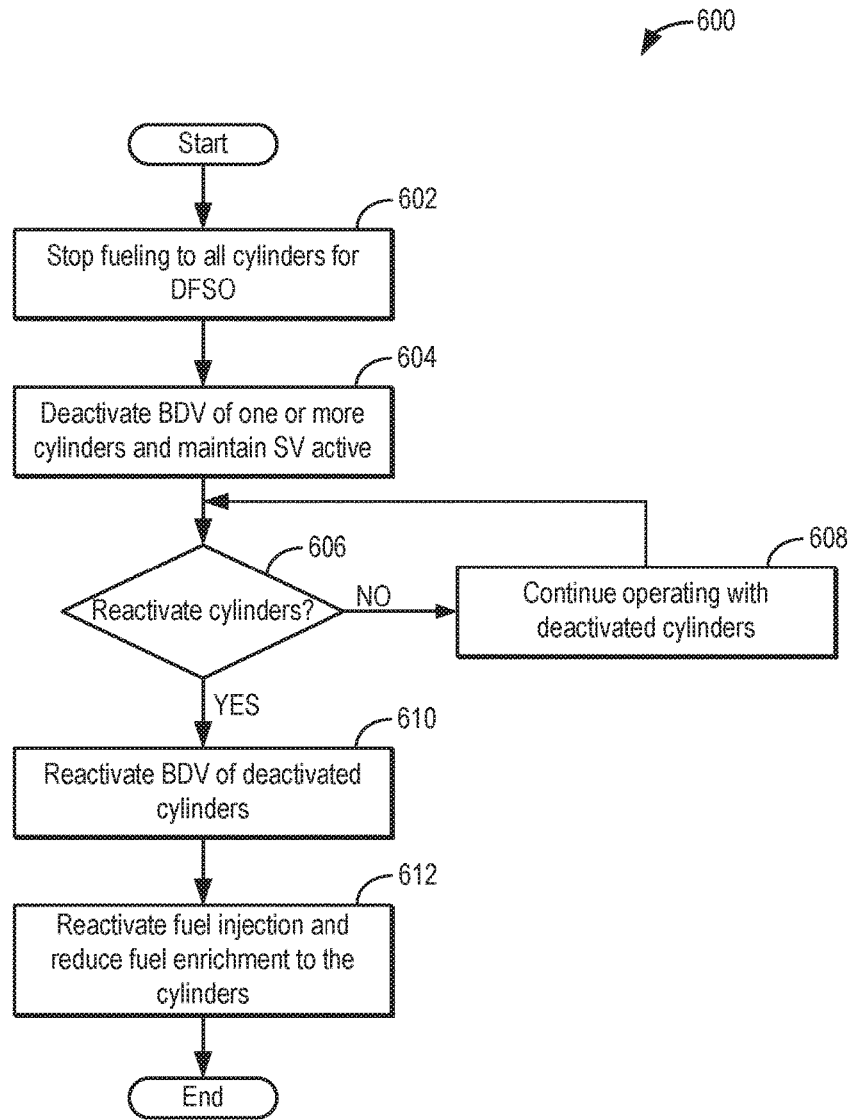 600
Start
602
Stop fueling to all cylinders for
DFSO
604
Deactivate BDV of one or more
cylinders and maintain SV active
606
Reactivate cylinders?
NO
608
Continue operating with
deactivated cylinders
YES
610
Reactivate BDV of deactivated
cylinders
612
Reactivate fuel injection and
reduce fuel enrichment to the
cylinders
End